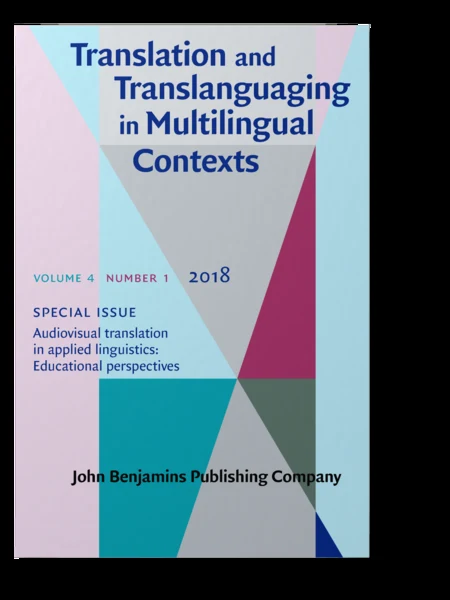 Translation and
Translanguaging
in Multilingual
Contexts
VOLUME 4 NUMBER 1 2018
SPECIAL ISSUE
Audiovisual translation
in applied linguistics:
Educational perspectives
John Benjamins Publishing Company